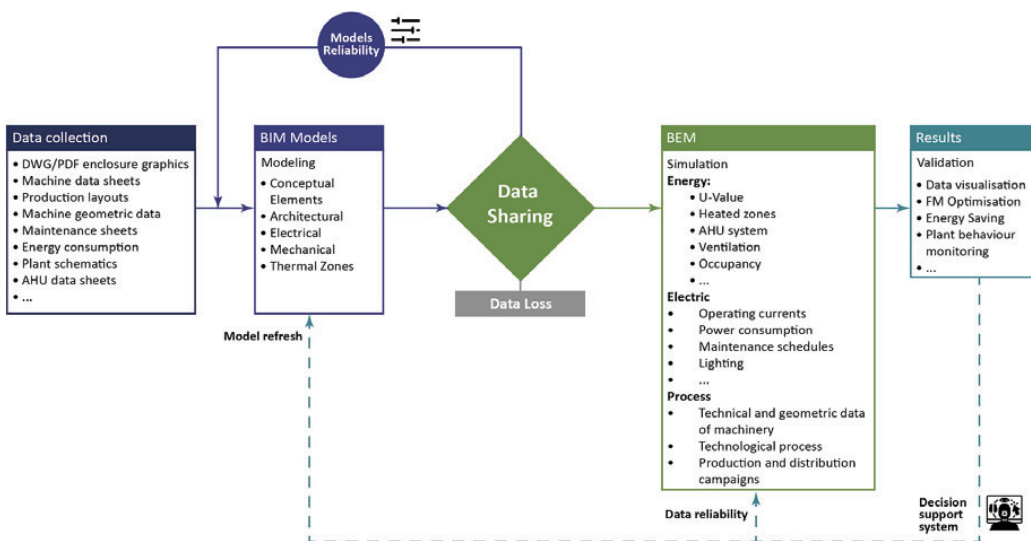 Models
Reliability
Data collection
• DWG/PDF enclosure graphics
• Machine data sheets
• Production layouts
• Machine geometric data
• Maintenance sheets
• Energy consumption
• Plant schematics
• AHU data sheets
• ...
BIM Models
Modeling
• Conceptual
Elements
• Architectural
• Electrical
• Mechanical
• Thermal Zones
Data
Sharing
Data Loss
BEM
Simulation
Energy:
• U-Value
• Heated zones
• AHU system
• Ventilation
• Occupancy
• ...
Electric
• Operating currents
• Power consumption
• Maintenance schedules
• Lighting
• ...
Process
• Technical and geometric data
of machinery
• Technological process
• Production and distribution
campaigns
Results
Validation
• Data visualisation
• FM Optimisation
• Energy Saving
• Plant behaviour
monitoring
• ...
Model refresh
Data reliability
Decision
support
system